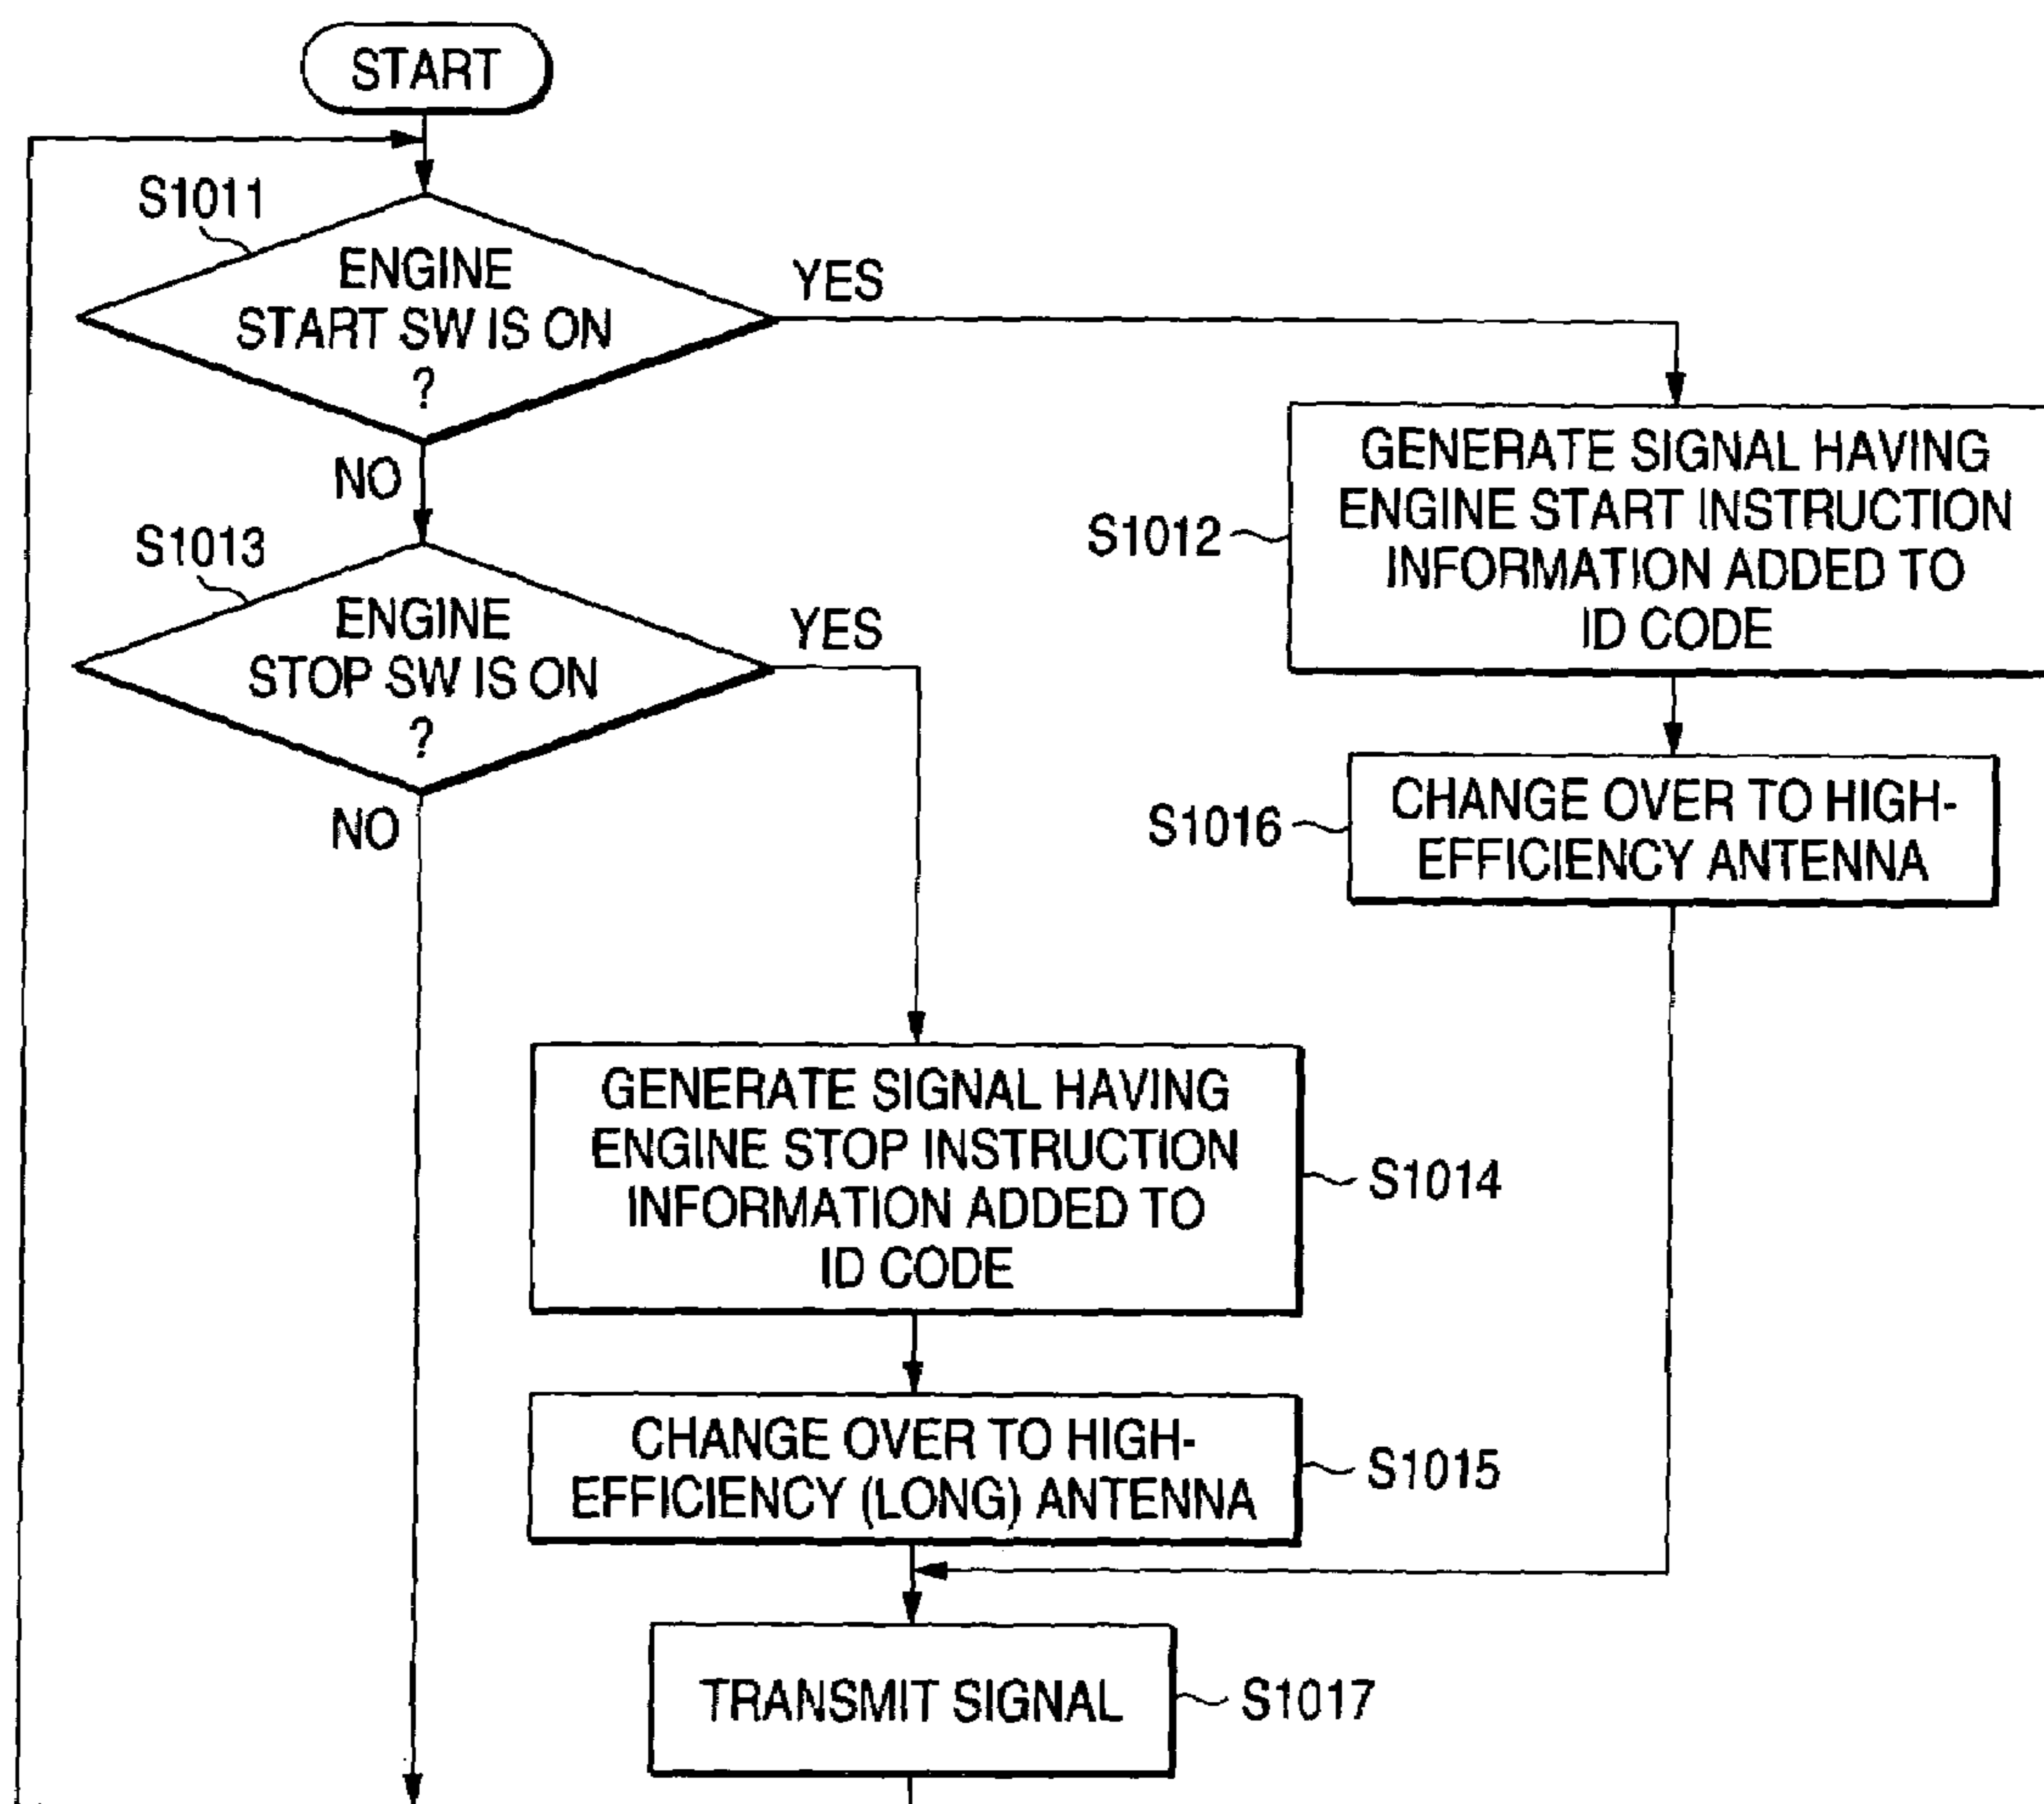 START
S1011
ENGINE
START SW IS ON
?
YES
NO
S1012
GENERATE SIGNAL HAVING
ENGINE START INSTRUCTION
INFORMATION ADDED TO
ID CODE
S1013
ENGINE
STOP SW IS ON
?
YES
NO
S1016
CHANGE OVER TO HIGH-
EFFICIENCY ANTENNA
GENERATE SIGNAL HAVING
ENGINE STOP INSTRUCTION
INFORMATION ADDED TO
ID CODE
S1014
CHANGE OVER TO HIGH-
EFFICIENCY (LONG) ANTENNA
S1015
TRANSMIT SIGNAL
S1017